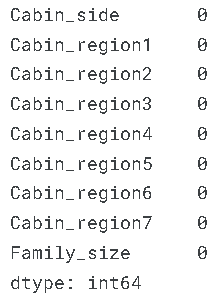 Cabin_side 0
Cabin_region1 0
Cabin_region2 0
Cabin_region3 0
Cabin_region4 0
Cabin_region5 0
Cabin_region6 0
Cabin_region7 0
Family_size 0
dtype: int64